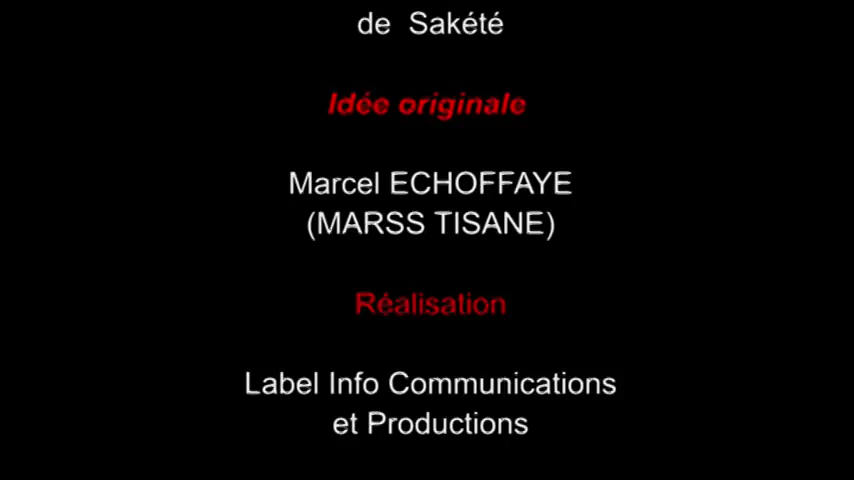 de Sakété
Idée originale
Marcel ECHOFFAYE
(MARSS TISANE)
Réalisation
Label Info Communications
et Productions